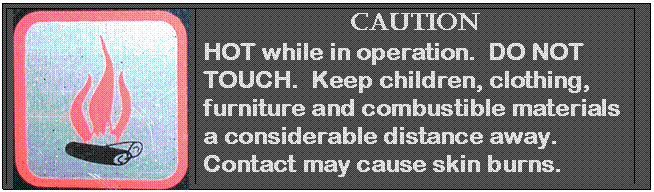 CAUTION
HOT while in operation.  DO NOT
TOUCH.  Keep children, clothing,
furniture and combustible materials
a considerable distance away.
Contact may cause skin burns.